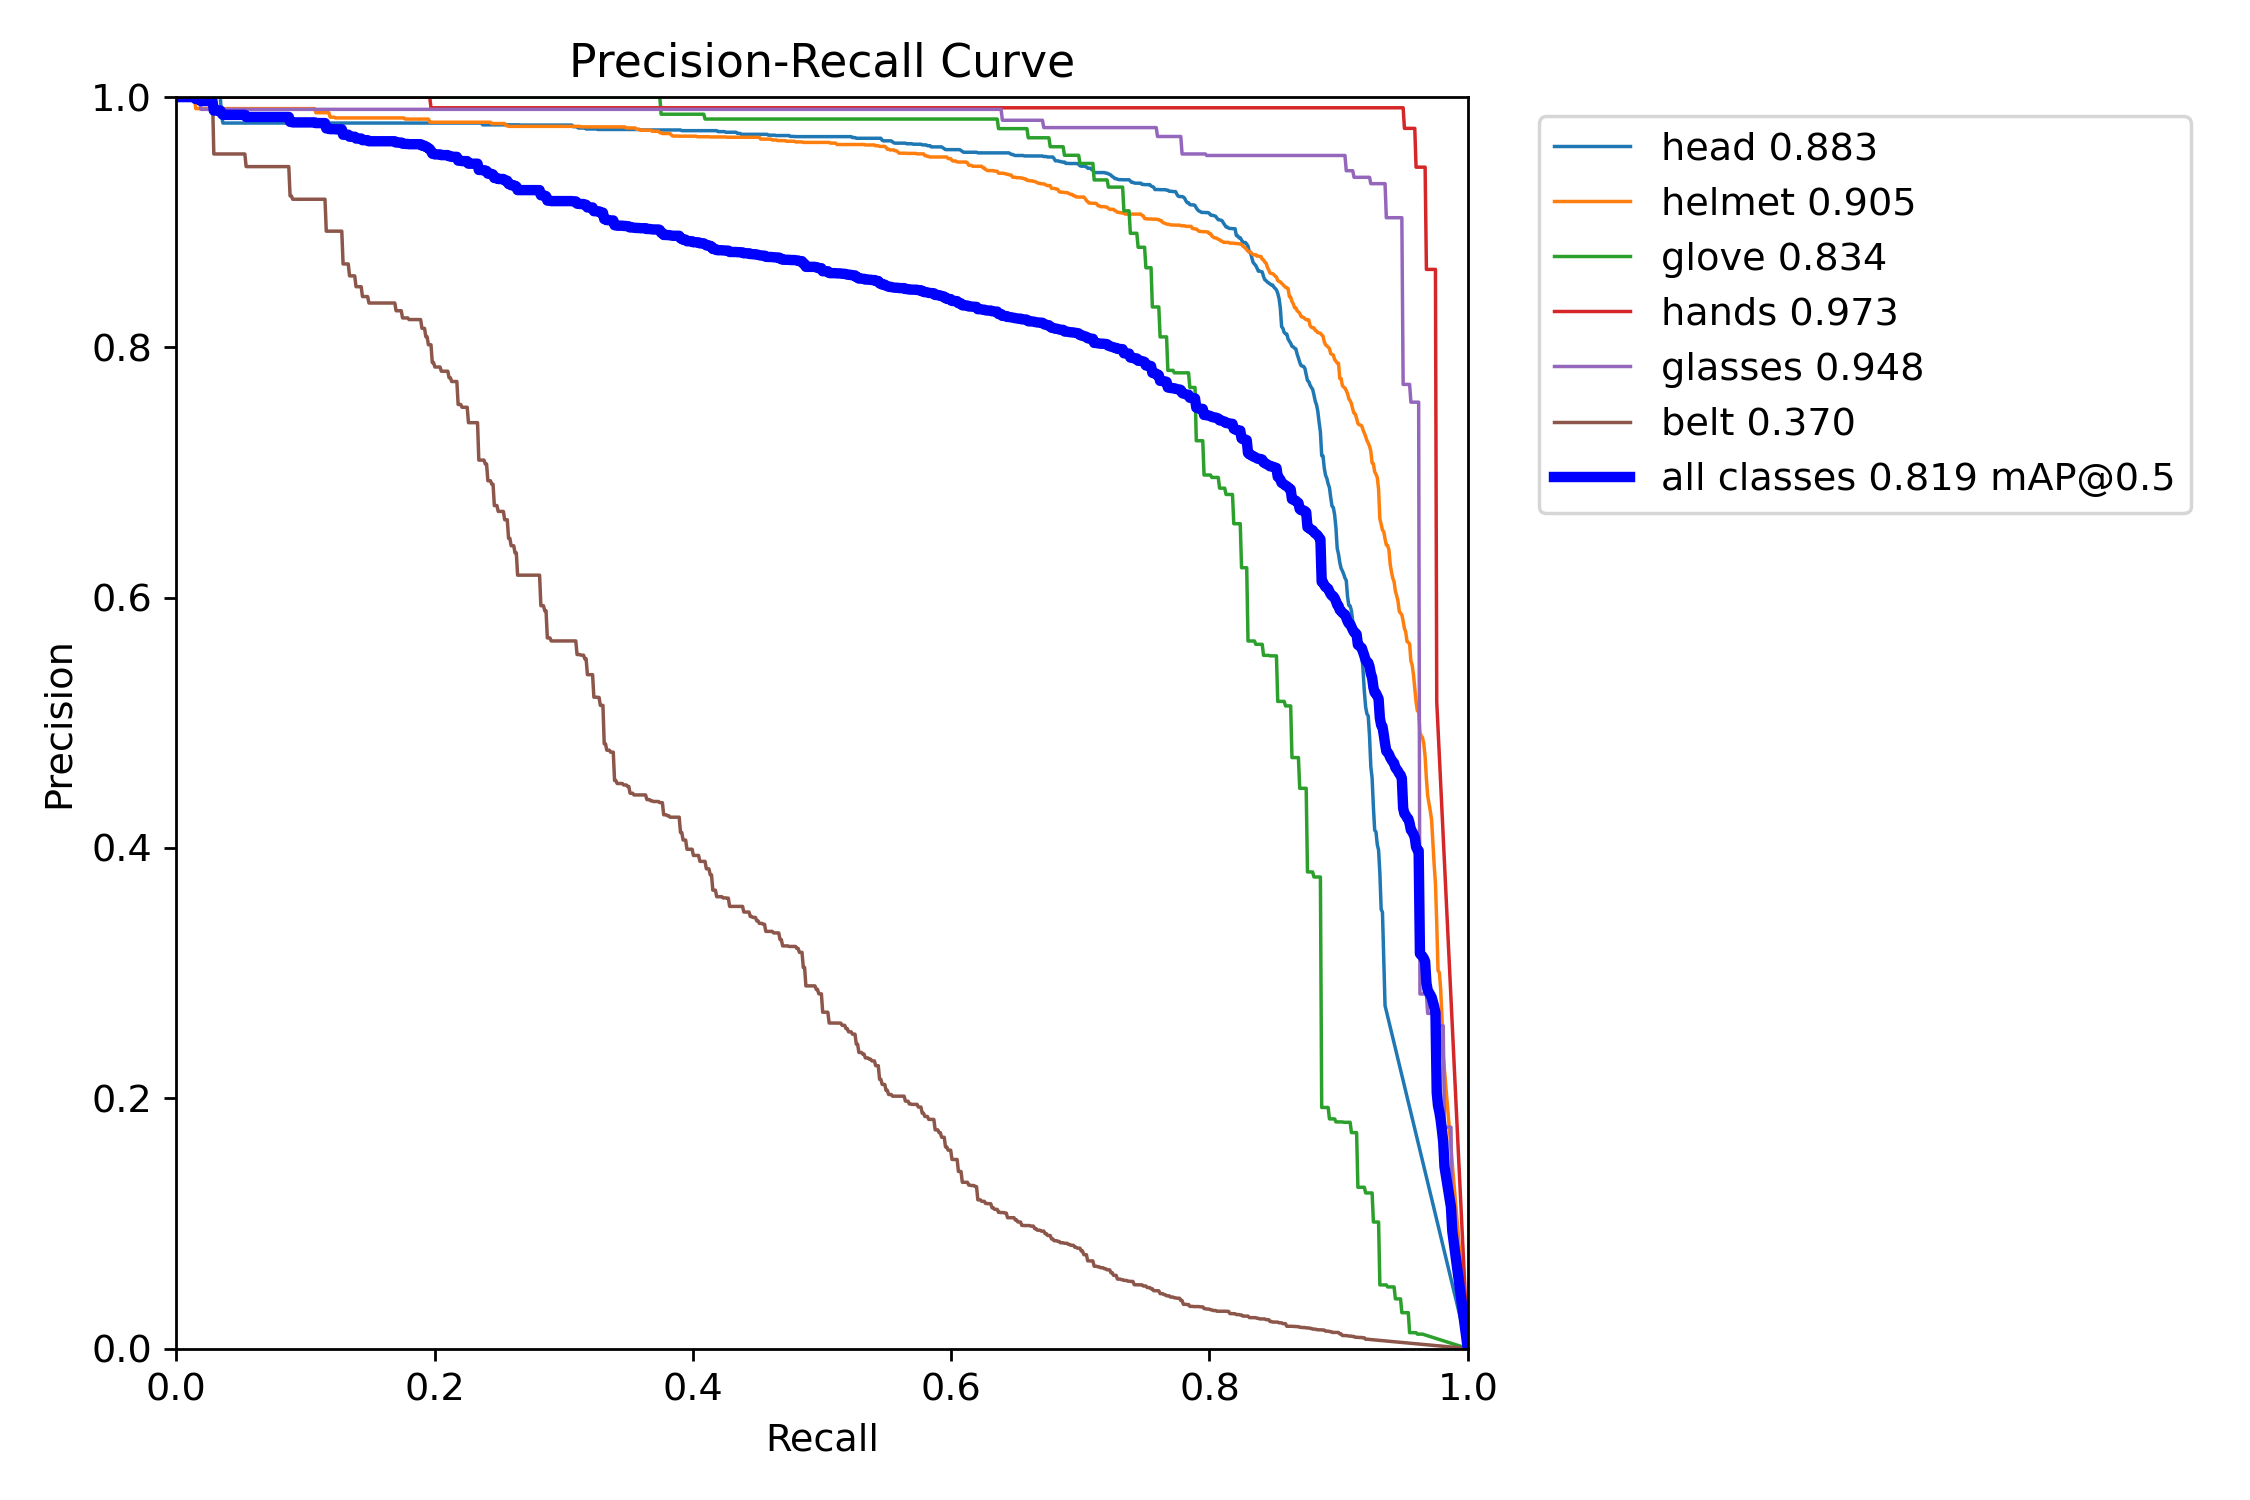 Precision-Recall Curve
1.0
0.8
0.6
0.4
0.2
0.0
Precision
0.0 0.2 0.4 0.6 0.8 1.0
Recall
head 0.883
helmet 0.905
glove 0.834
hands 0.973
glasses 0.948
belt 0.370
all classes 0.819 mAP@0.5